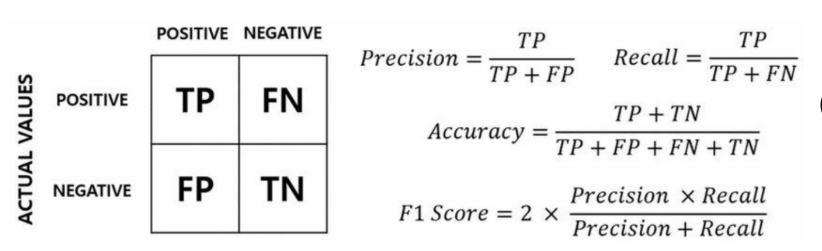 POSITIVE NEGATIVE
ACTUAL VALUES
POSITIVE TP FN
NEGATIVE FP TN
Precision = TP / TP + FP
Recall = TP / TP + FN
Accuracy = TP + TN / TP + FP + FN + TN
F1 Score = 2 × Precision × Recall / Precision + Recall